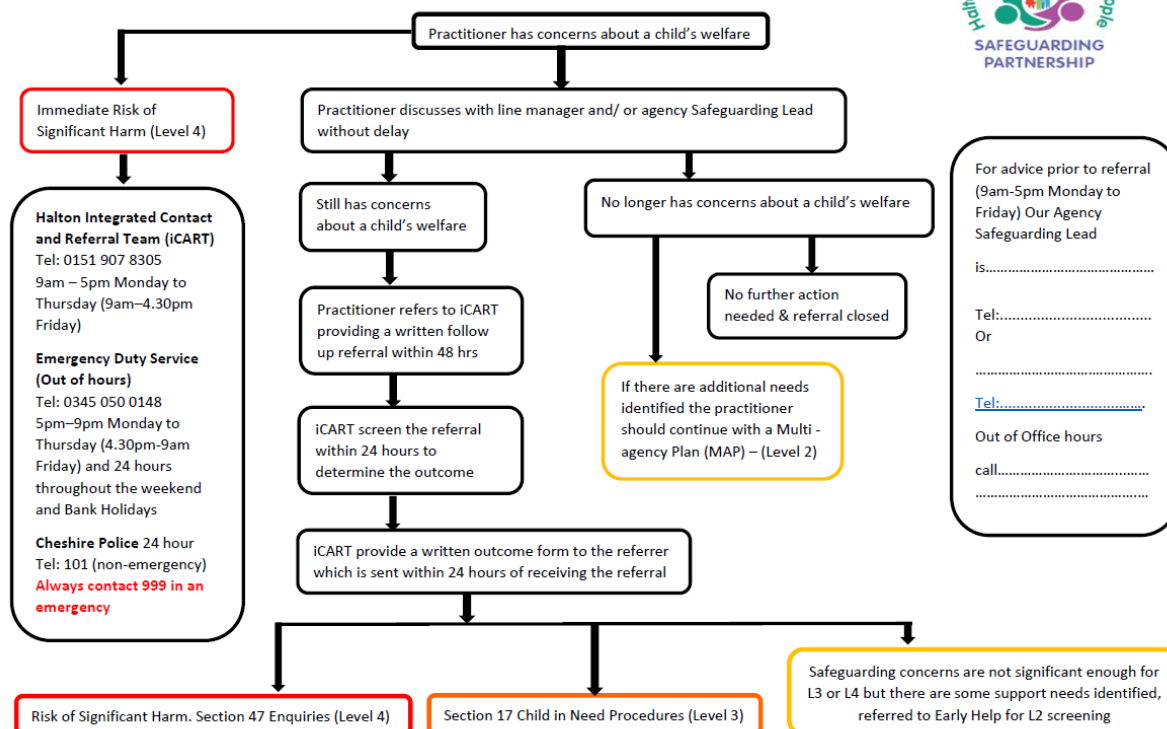 Halt
ople
SAFEGUARDING
PARTNERSHIP
Practitioner has concerns about a child’s welfare
Immediate Risk of
Significant Harm (Level 4)
Practitioner discusses with line manager and/ or agency Safeguarding Lead
without delay
Halton Integrated Contact
and Referral Team (iCART)
Tel: 0151 907 8305
9am – 5pm Monday to
Thursday (9am–4.30pm
Friday)
Emergency Duty Service
(Out of hours)
Tel: 0345 050 0148
5pm–9pm Monday to
Thursday (4.30pm-9am
Friday) and 24 hours
throughout the weekend
and Bank Holidays
Cheshire Police 24 hour
Tel: 101 (non-emergency)
Always contact 999 in an
emergency
Still has concerns
about a child’s welfare
No longer has concerns about a child’s welfare
Practitioner refers to iCART
providing a written follow
up referral within 48 hrs
No further action
needed & referral closed
If there are additional needs
identified the practitioner
should continue with a Multi -
agency Plan (MAP) – (Level 2)
iCART screen the referral
within 24 hours to
determine the outcome
iCART provide a written outcome form to the referrer
which is sent within 24 hours of receiving the referral
For advice prior to referral
(9am-5pm Monday to
Friday) Our Agency
Safeguarding Lead
is………………………………………
Tel:....................................
Or
……………………………………….
Tel:..................................
Out of Office hours
call…………………………………
………………………………………
Risk of Significant Harm. Section 47 Enquiries (Level 4)
Section 17 Child in Need Procedures (Level 3)
Safeguarding concerns are not significant enough for
L3 or L4 but there are some support needs identified,
referred to Early Help for L2 screening